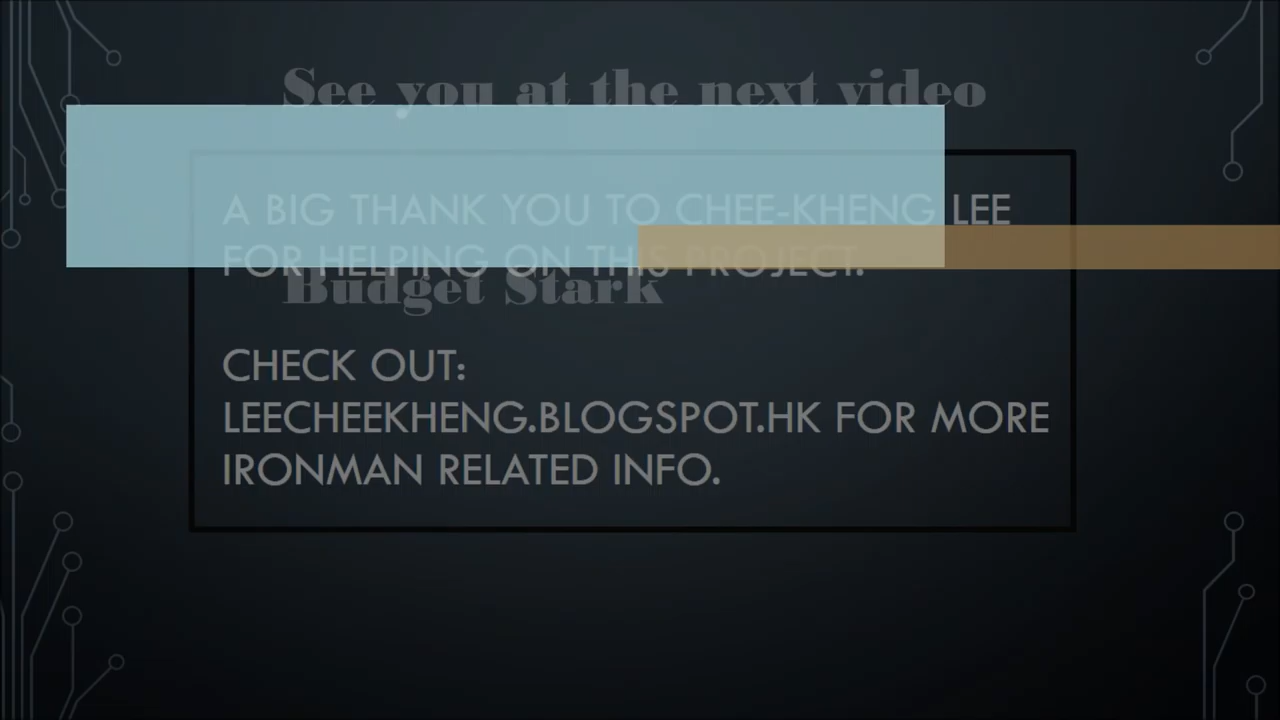 See you at the next video
A BIG THANK YOU TO CHEE-KHENG LEE
FOR HELPING ON THIS PROJECT.
Budget Stark
CHECK OUT:
LEECHEEKHENG.BLOGSPOT.HK FOR MORE
IRONMAN RELATED INFO.